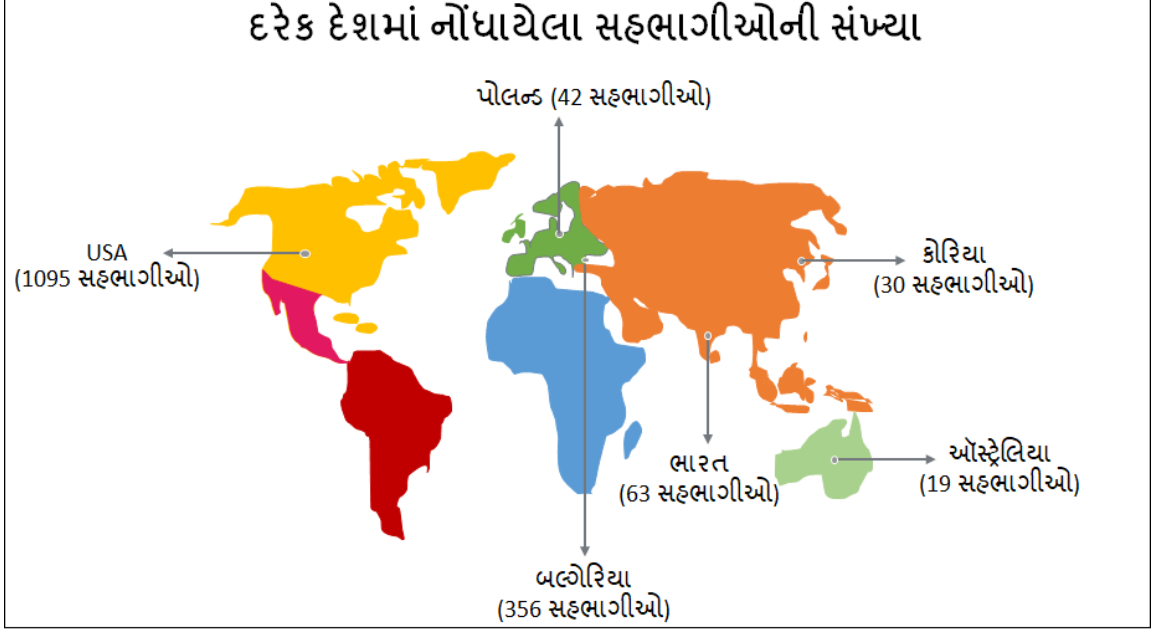 દરેક દેશમાં નોંધાયેલા સહભાગીઓની સંખ્યા
પોલન્ડ (42 સહભાગીઓ)
USA
(1095 સહભાગીઓ)
કોરિયા
(30 સહભાગીઓ)
ભારત
(63 સહભાગીઓ)
ઑસ્ટ્રેલિયા
(19 સહભાગીઓ)
બલ્ગેરિયા
(356 સહભાગીઓ)